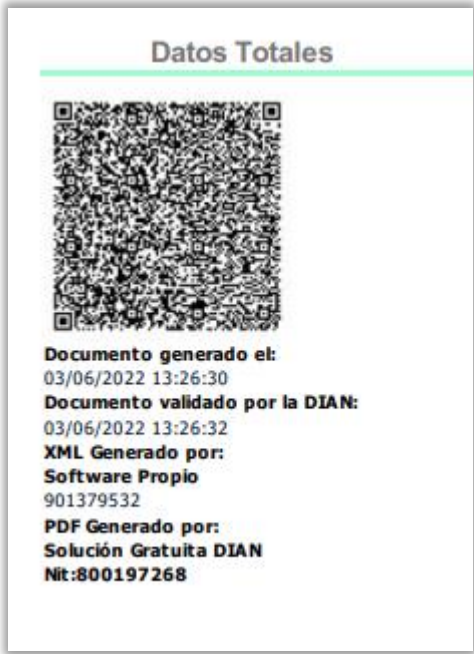 Datos Totales
Documento generado el:
03/06/2022 13:26:30
Documento validado por la DIAN:
03/06/2022 13:26:32
XML Generado por:
Software Propio
901379532
PDF Generado por:
Solución Gratuita DIAN
Nit:800197268